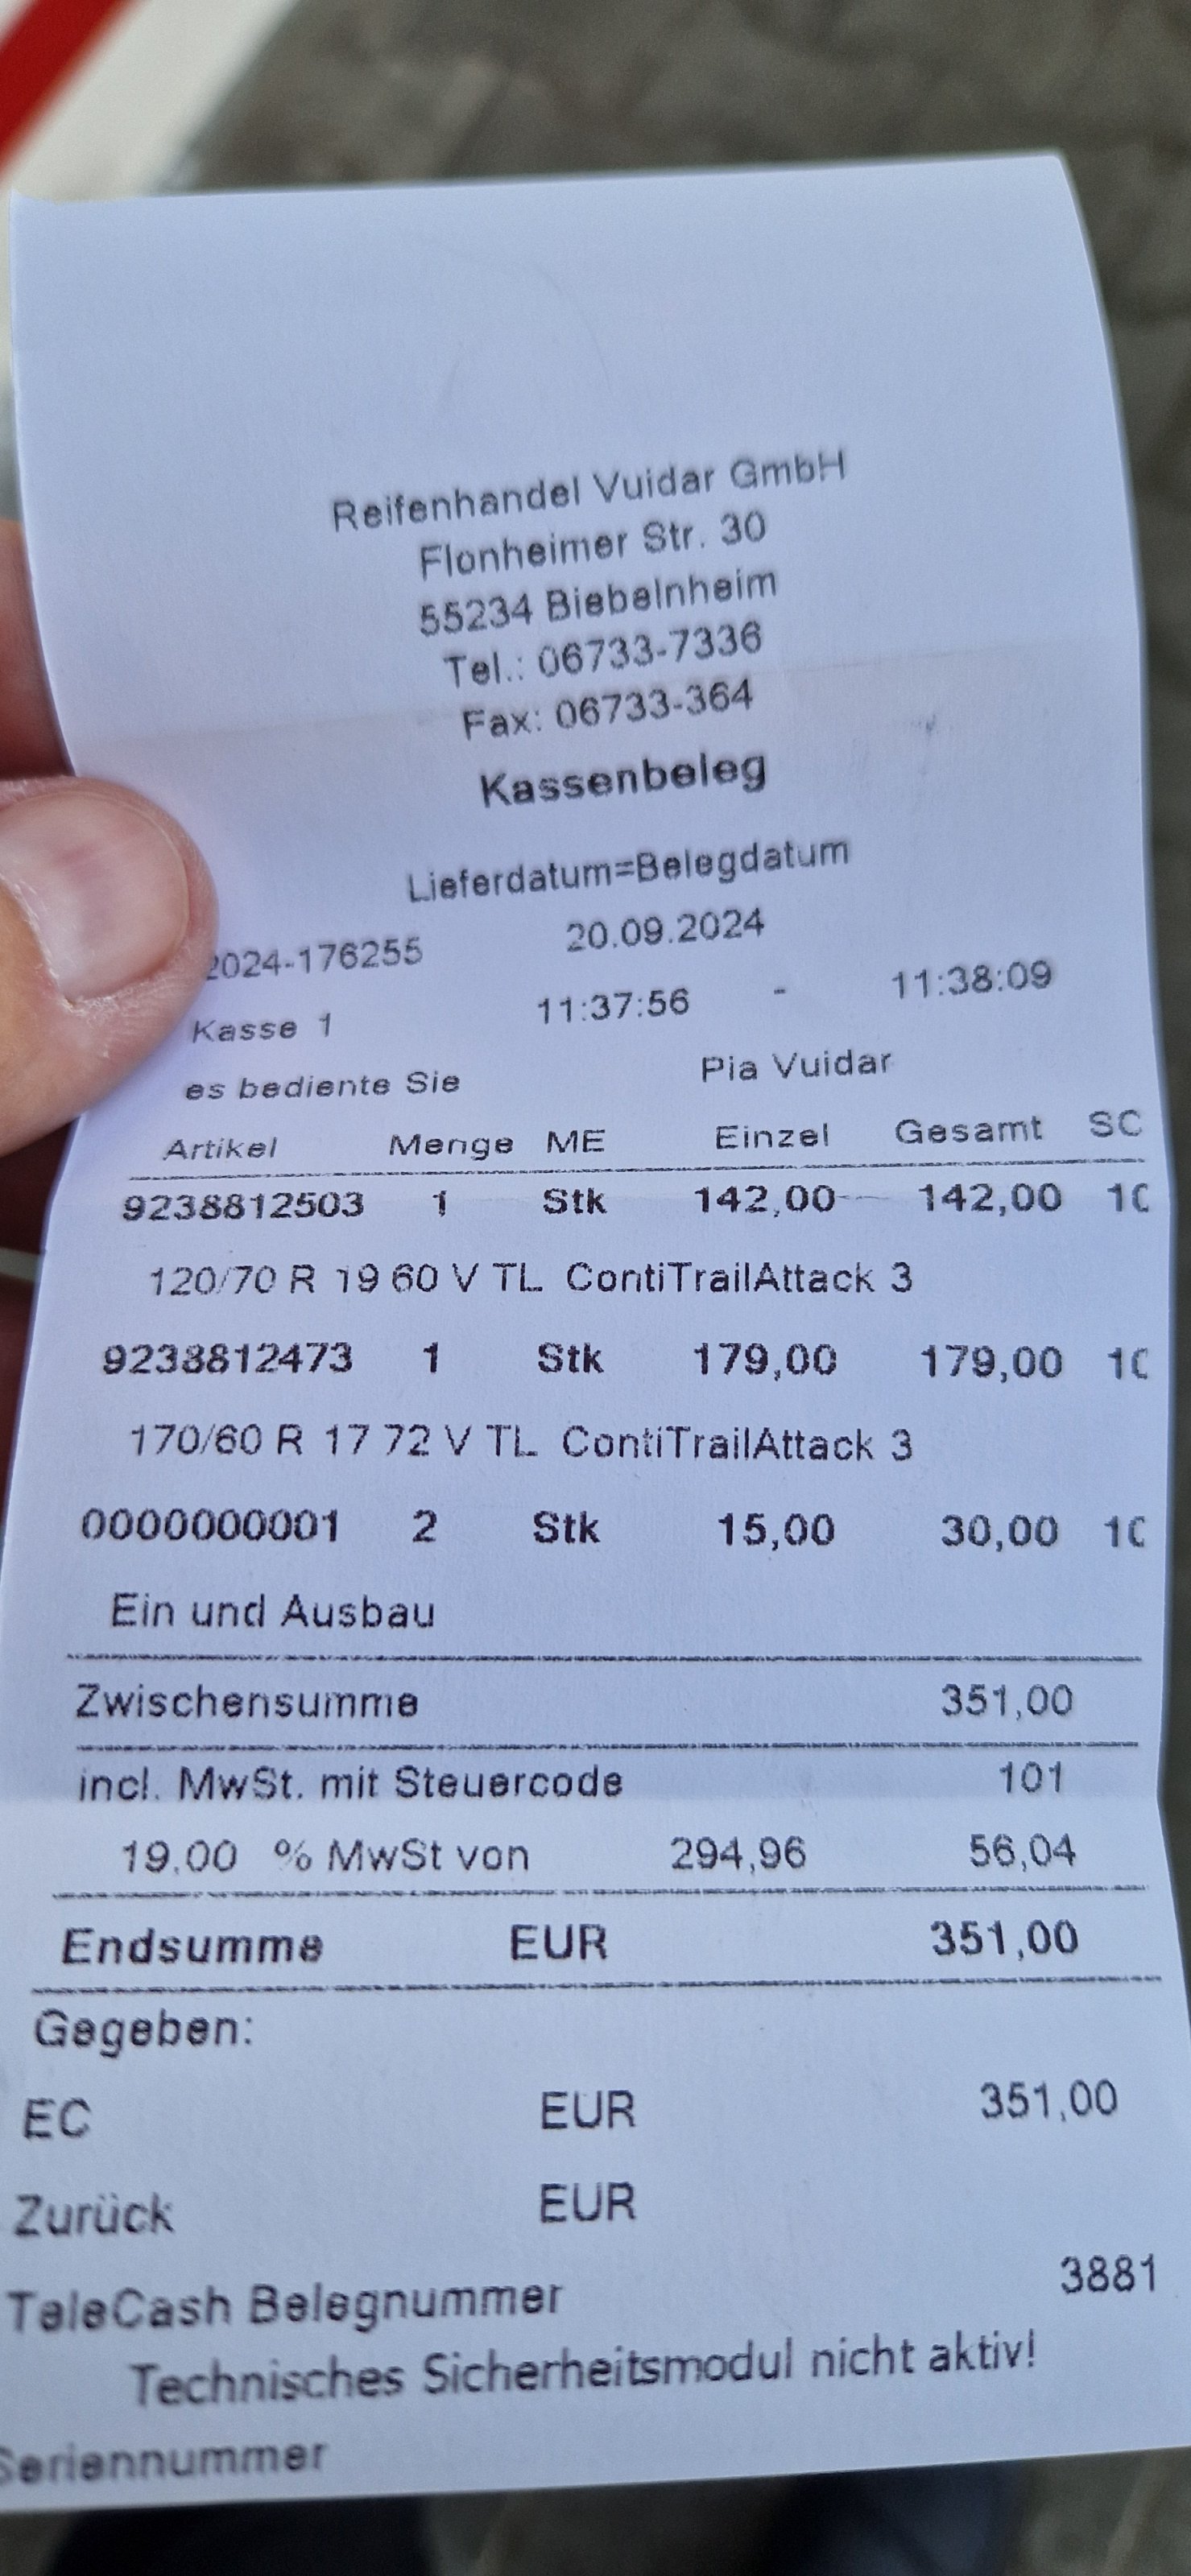 Reifenhandel Vuidar GmbH
Flonheimer Str. 30
55234 Biebelnheim
Tel.: 06733-7336
Fax: 06733-364
Kassenbeleg
Lieferdatum=Belegdatum
2024-176255 20.09.2024
Kasse 1 11:37:56 - 11:38:09
es bediente Sie Pia Vuidar
Artikel Menge ME Einzel Gesamt SC
9238812503 1 Stk 142,00 142,00
120/70 R 19 60 V TL ContiTrailAttack 3
9238812473 1 Stk 179,00 179,00
170/60 R 17 72 V TL ContiTrailAttack 3
0000000001 2 Stk 15,00 30,00
Ein und Ausbau
Zwischensumme 351,00
incl. MwSt. mit Steuercode 101
19.00 % MwSt von 294,96 56,04
Endsumme EUR 351,00
Gegeben:
EC EUR 351,00
Zurück EUR
TeleCash Belegnummer 3881
Technisches Sicherheitsmodul nicht aktiv!
Seriennummer